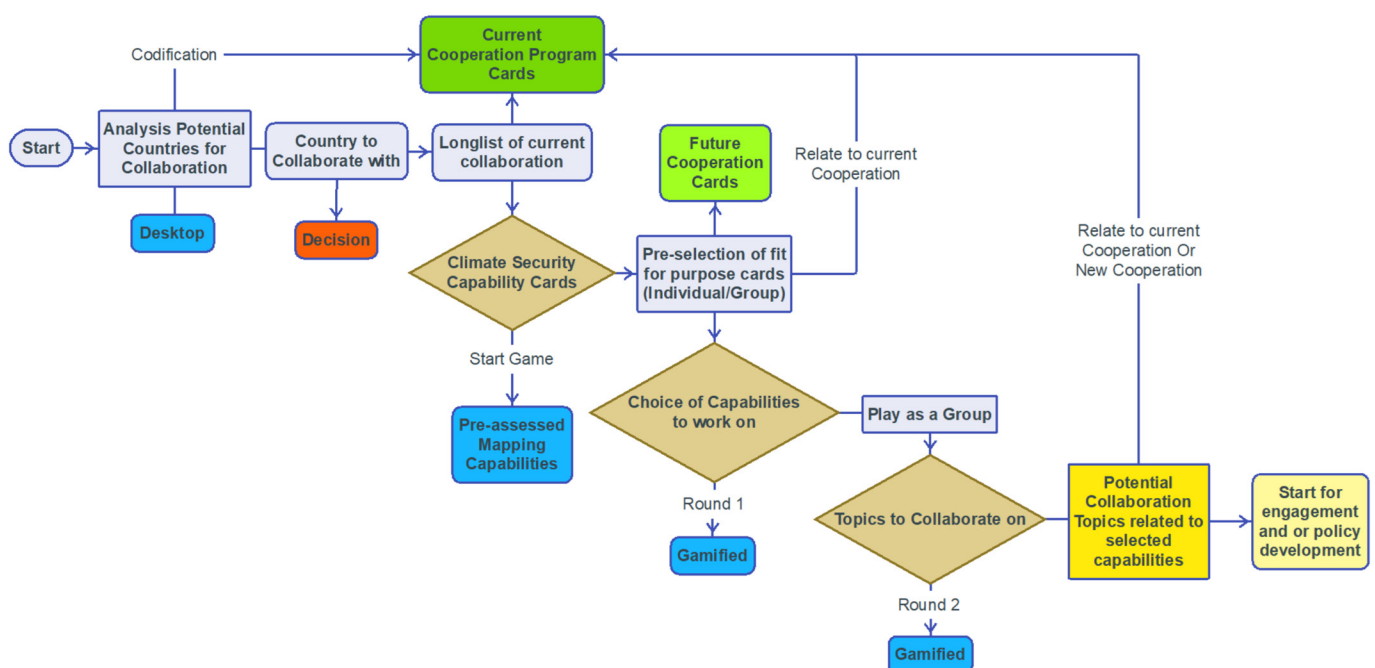 Codification
Current
Cooperation Program
Cards
Start
Analysis Potential
Countries for
Collaboration
Country to
Collaborate with
Longlist of current
collaboration
Future
Cooperation
Cards
Relate to current
Cooperation
Desktop
Decision
Climate Security
Capability Cards
Pre-selection of fit
for purpose cards
(Individual/Group)
Relate to current
Cooperation Or
New Cooperation
Start Game
Pre-assessed
Mapping
Capabilities
Choice of Capabilities
to work on
Play as a Group
Round 1
Gamified
Topics to Collaborate on
Potential
Collaboration
Topics related to
selected
capabilities
Start for
engagement
and or policy
development
Round 2
Gamified